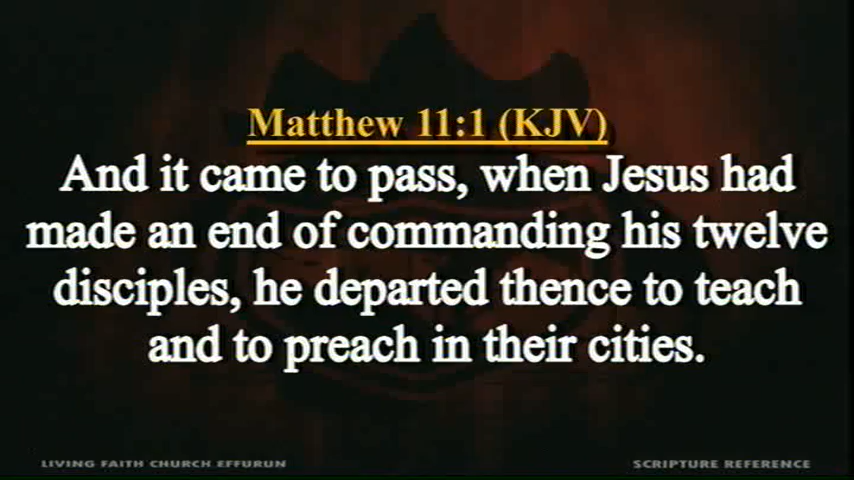 Matthew 11:1 (KJV)
And it came to pass, when Jesus had
made an end of commanding his twelve
disciples, he departed thence to teach
and to preach in their cities.
LIVING FAITH CHURCH EFFURUN
SCRIPTURE REFERENCE